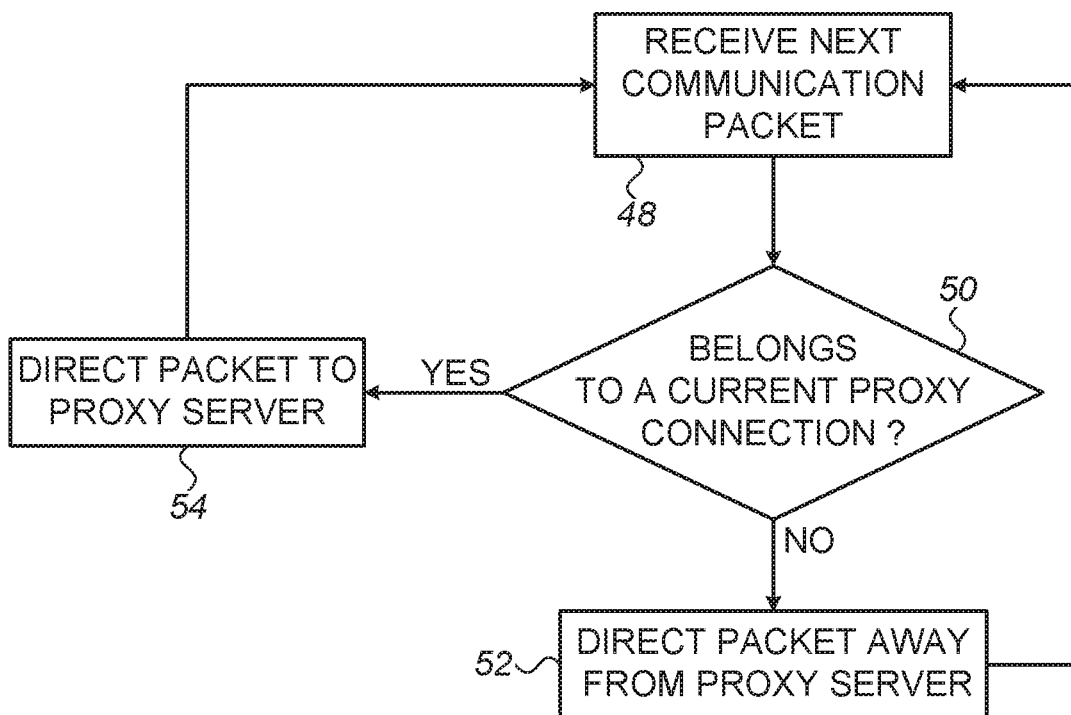 RECEIVE NEXT
COMMUNICATION
PACKET
48
50
BELONGS
TO A CURRENT PROXY
CONNECTION ?
YES
DIRECT PACKET TO
PROXY SERVER
54
NO
52
DIRECT PACKET AWAY
FROM PROXY SERVER